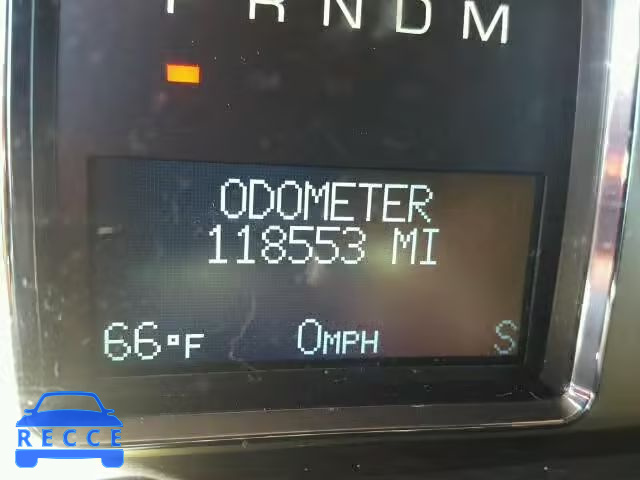 P R N D M
ODOMETER
118553 MI
66°F 0MPH S
RECCE